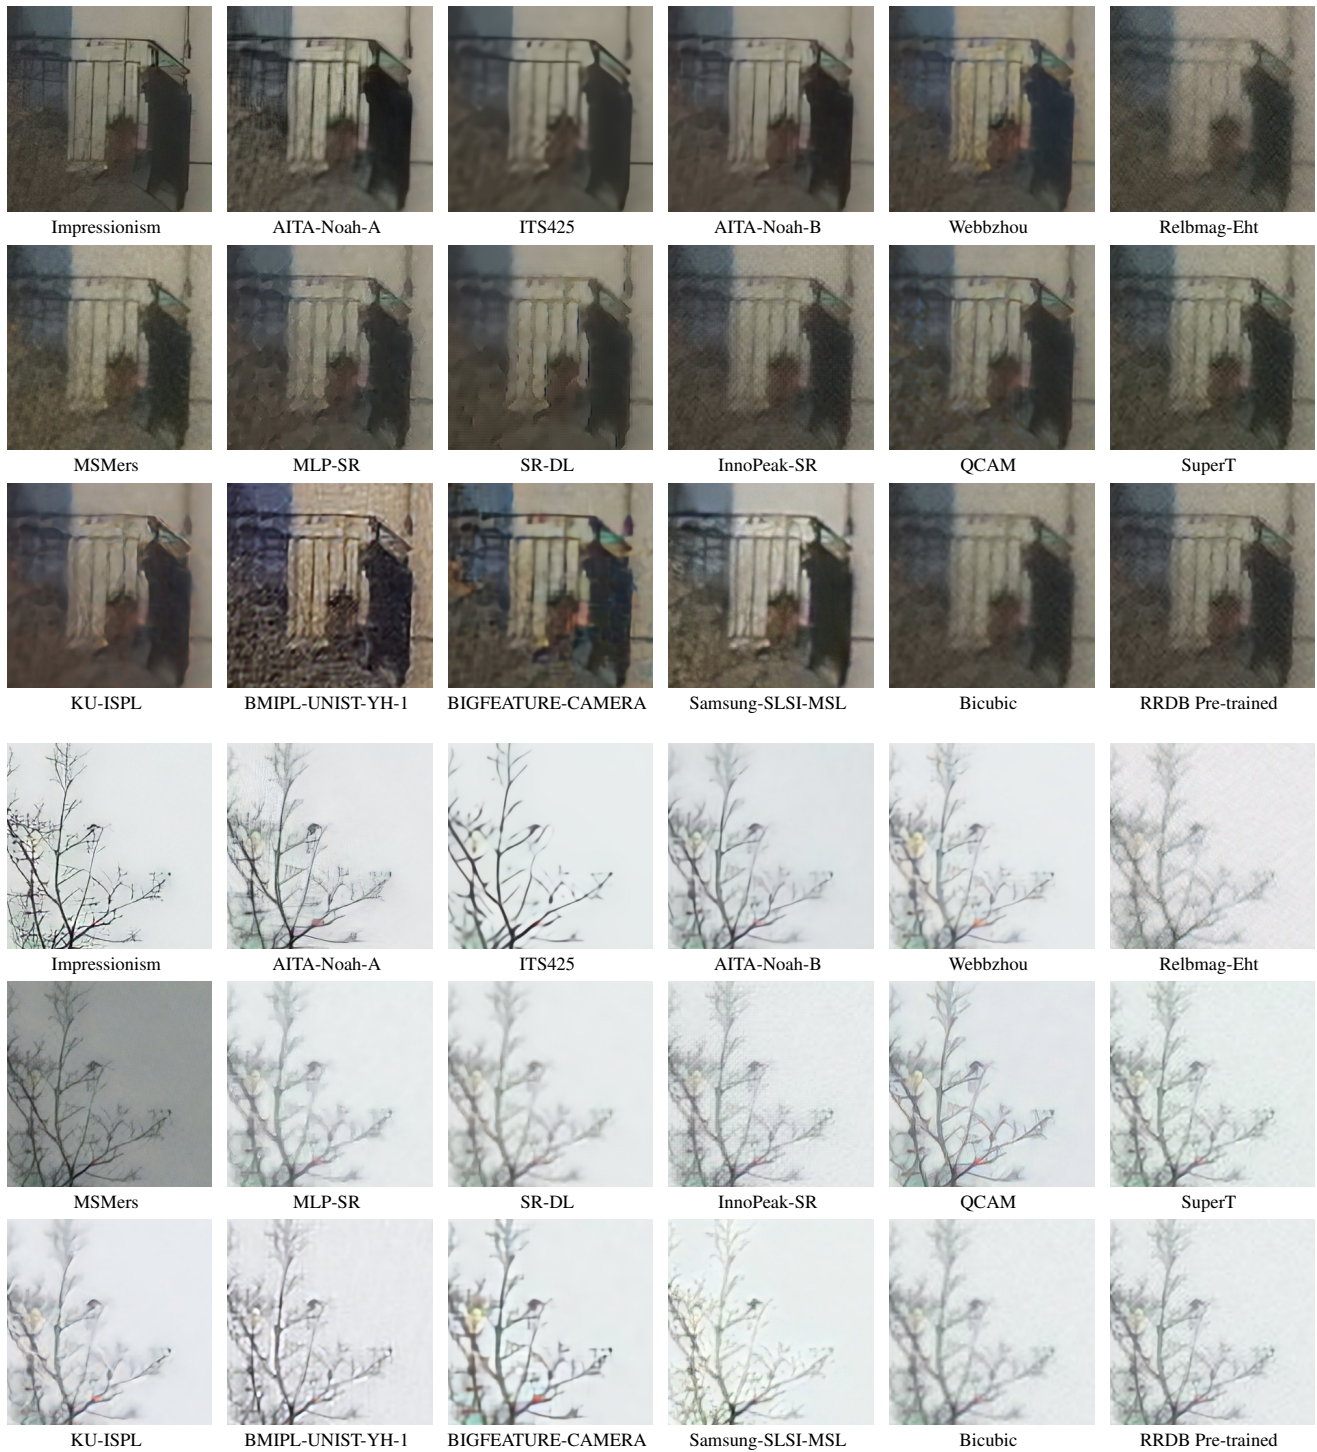 Impressionism AITA-Noah-A ITS425 AITA-Noah-B Webbzhou Relbmag-Eht
MSMers MLP-SR SR-DL InnoPeak-SR QCAM SuperT
KU-ISPL BMIPL-UNIST-YH-1 BIGFEATURE-CAMERA Samsung-SLSI-MSL Bicubic RRDB Pre-trained
Impressionism AITA-Noah-A ITS425 AITA-Noah-B Webbzhou Relbmag-Eht
MSMers MLP-SR SR-DL InnoPeak-SR QCAM SuperT
KU-ISPL BMIPL-UNIST-YH-1 BIGFEATURE-CAMERA Samsung-SLSI-MSL Bicubic RRDB Pre-trained